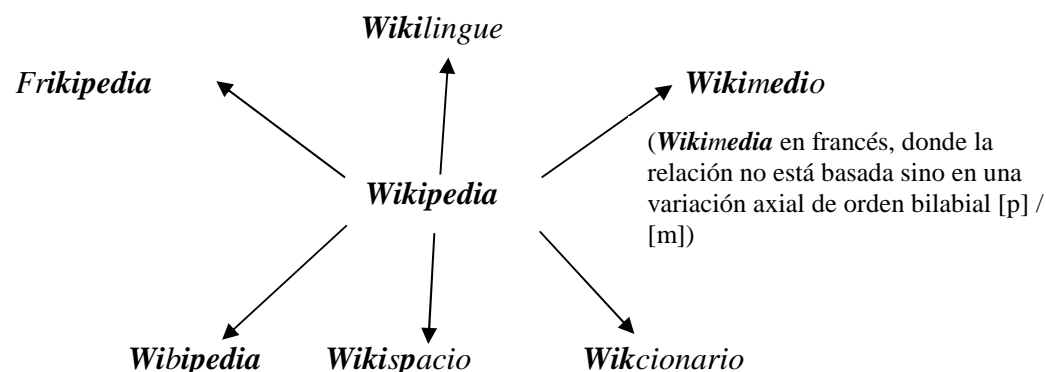 Wikilingue
Frikipedia
Wikimedio
(Wikimedia en francés, donde la
relación no está basada sino en una
variación axial de orden bilabial [p] /
[m])
Wikipedia
Wibipedia
Wikispacio
Wikcionario